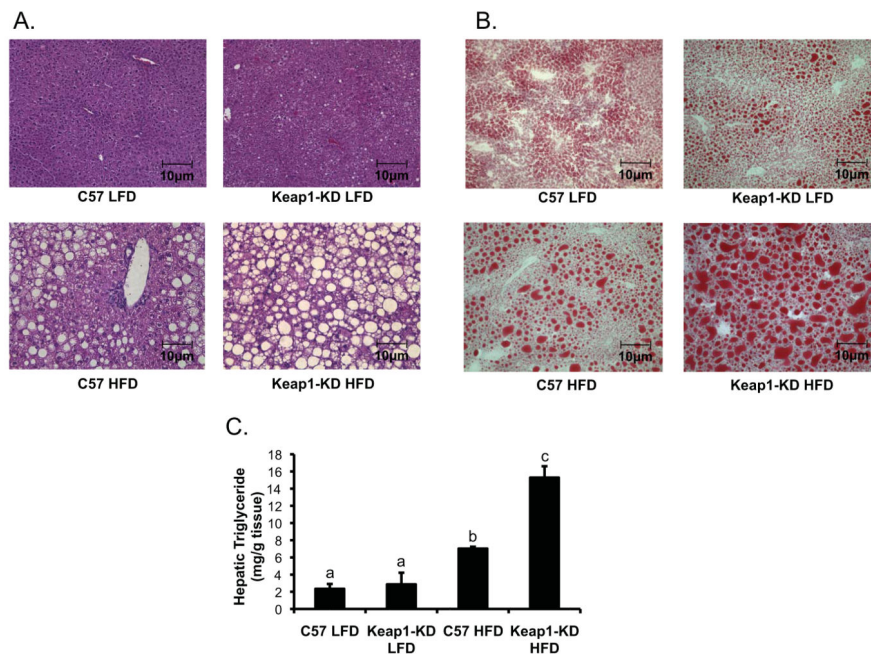 A.
B.
10µm
10µm
10µm
10µm
C57 LFD
Keap1-KD LFD
C57 LFD
Keap1-KD LFD
10µm
10µm
10µm
10µm
C57 HFD
Keap1-KD HFD
C57 HFD
Keap1-KD HFD
C.
Hepatic Triglyceride
(mg/g tissue)
18
16
14
12
10
8
6
4
2
0
a
a
b
c
C57 LFD
Keap1-KD
LFD
C57 HFD
Keap1-KD
HFD